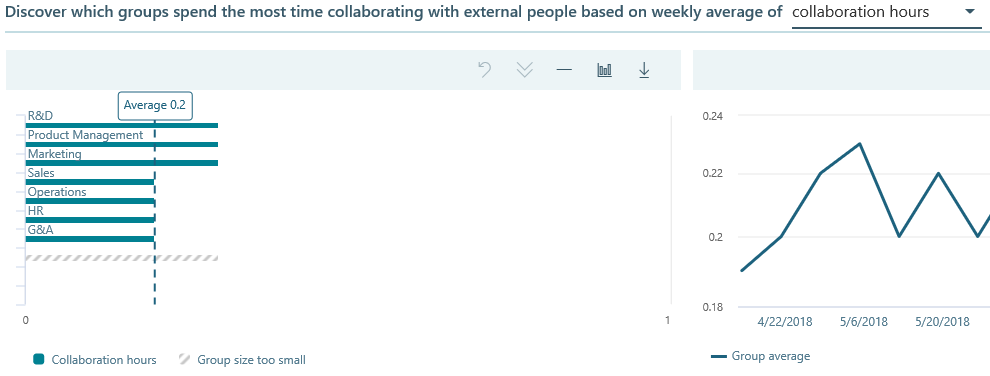 Discover which groups spend the most time collaborating with external people based on weekly average of collaboration hours
Average 0.2
R&D
Product Management
Marketing
Sales
Operations
HR
G&A
0 1
Collaboration hours Group size too small
0.24
0.22
0.2
0.18
4/22/2018 5/6/2018 5/20/2018
Group average